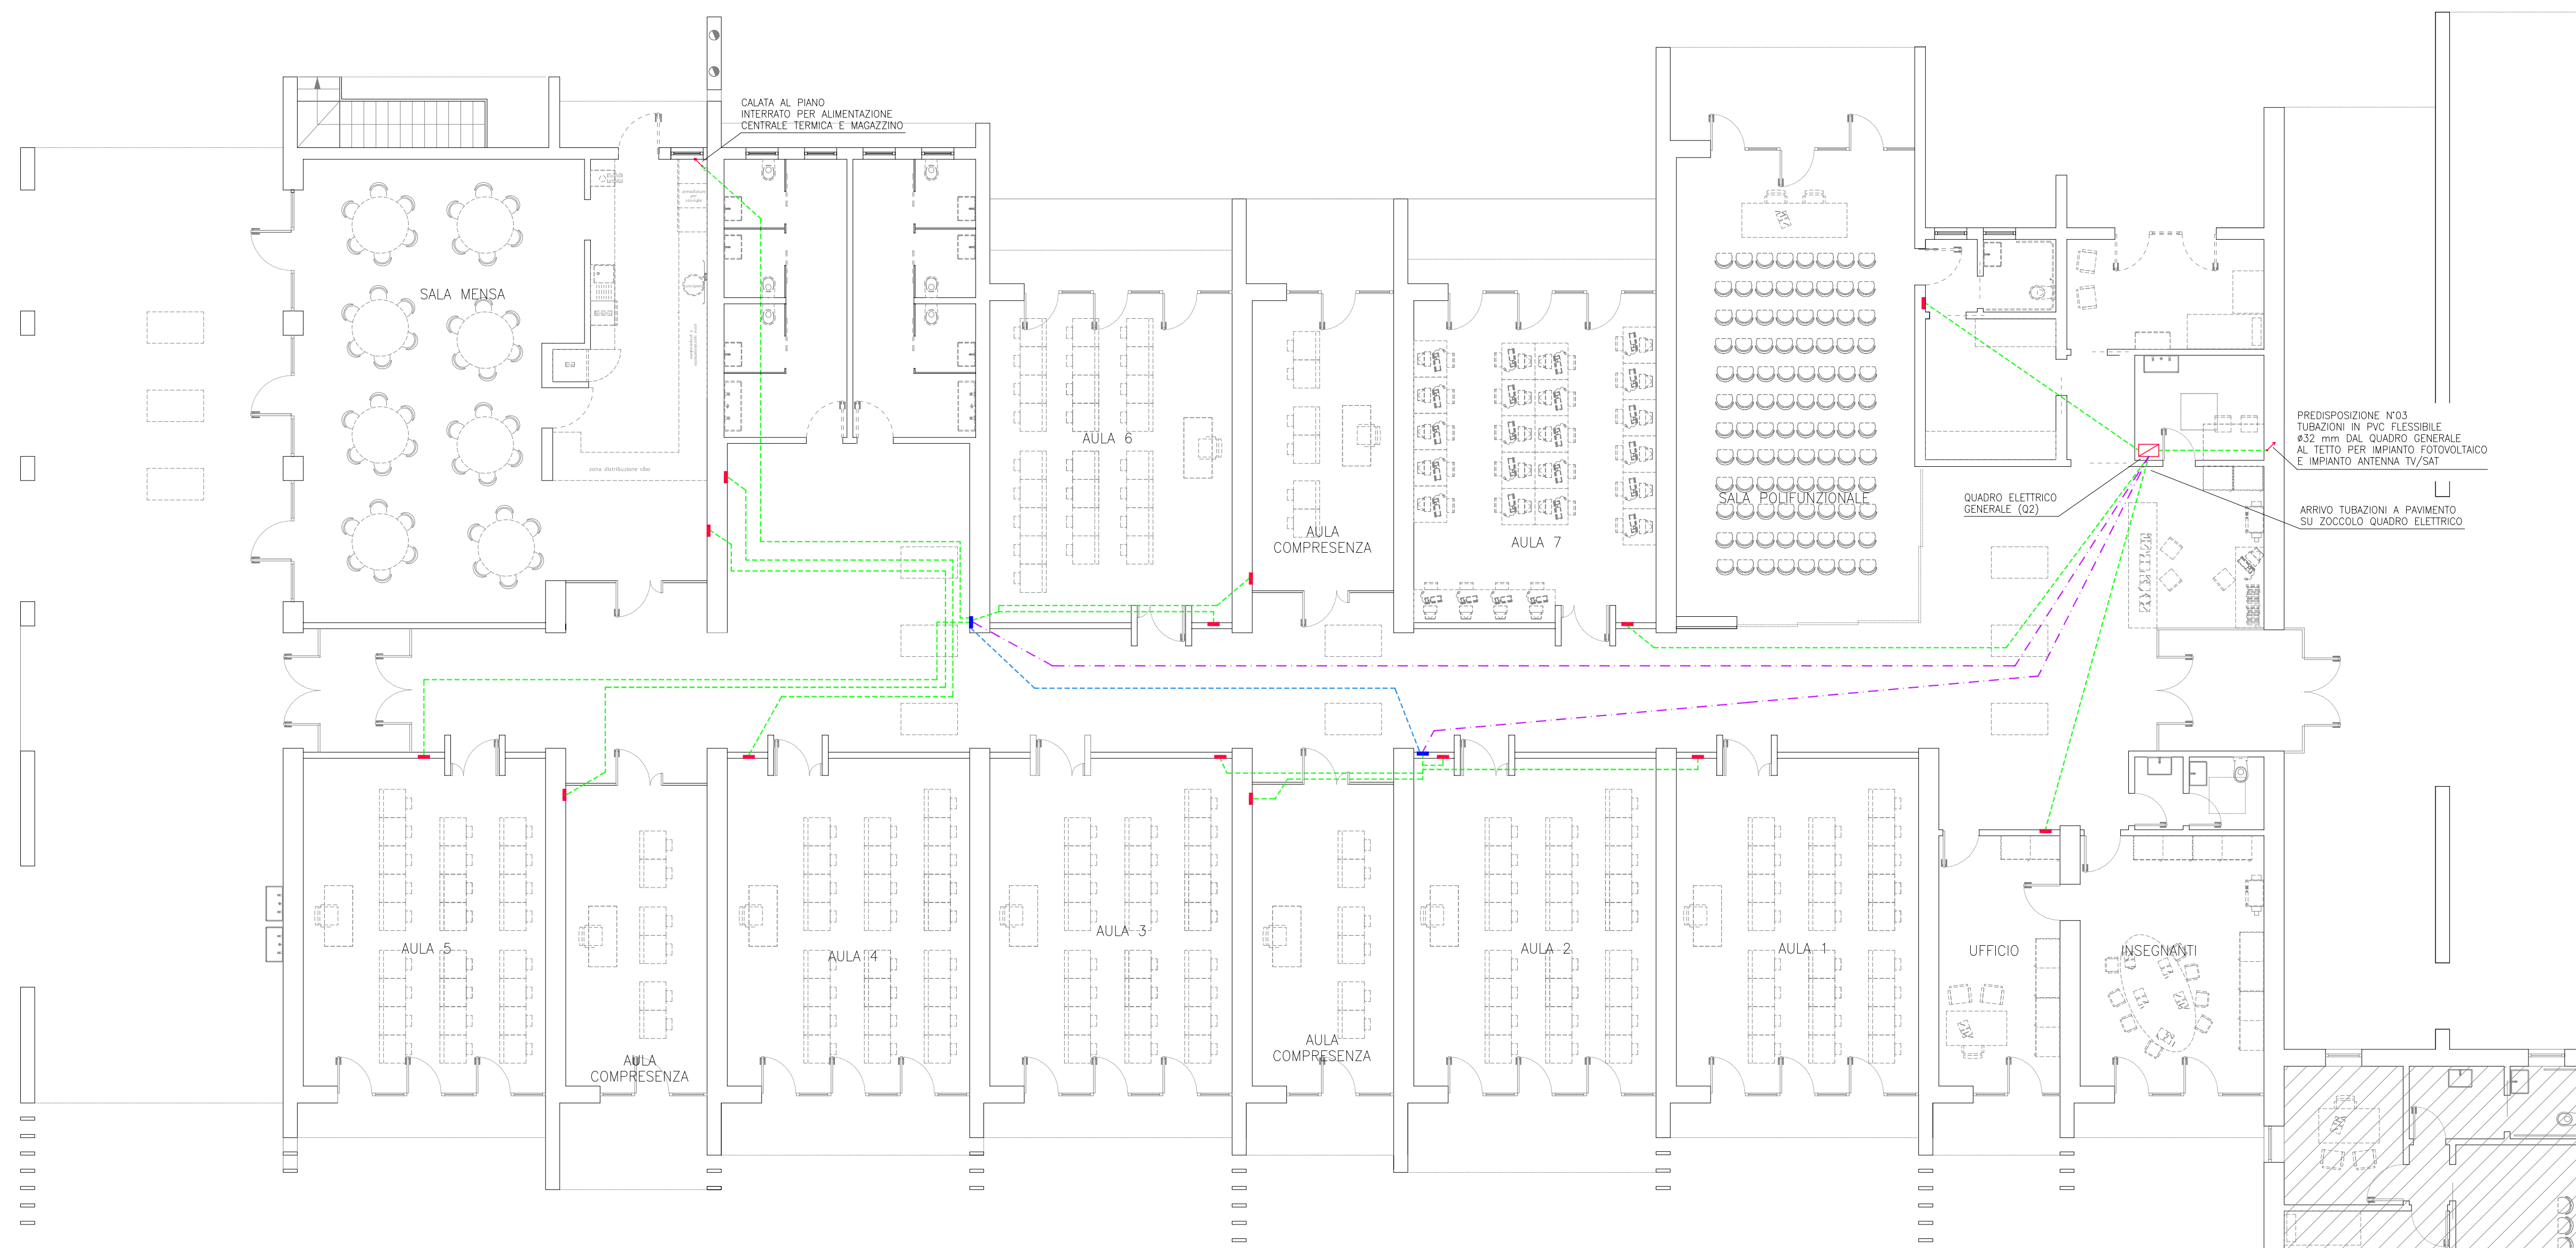 CALATA AL PIANO
INTERRATO PER ALIMENTAZIONE
CENTRALE TERMICA E MAGAZZINO
SALA MENSA
zona distribuzione cibo
AULA 6
AULA
COMPRESENZA
AULA 7
SALA POLIFUNZIONALE
PREDISPOSIZIONE N°03
TUBAZIONI IN PVC FLESSIBILE
ø32 mm DAL QUADRO GENERALE
AL TETTO PER IMPIANTO FOTOVOLTAICO
E IMPIANTO ANTENNA TV/SAT
QUADRO ELETTRICO
GENERALE (Q2)
ARRIVO TUBAZIONI A PAVIMENTO
SU ZOCCOLO QUADRO ELETTRICO
AULA 5
AULA
COMPRESENZA
AULA 4
AULA 3
AULA
COMPRESENZA
AULA 2
AULA 1
UFFICIO
INSEGNANTI